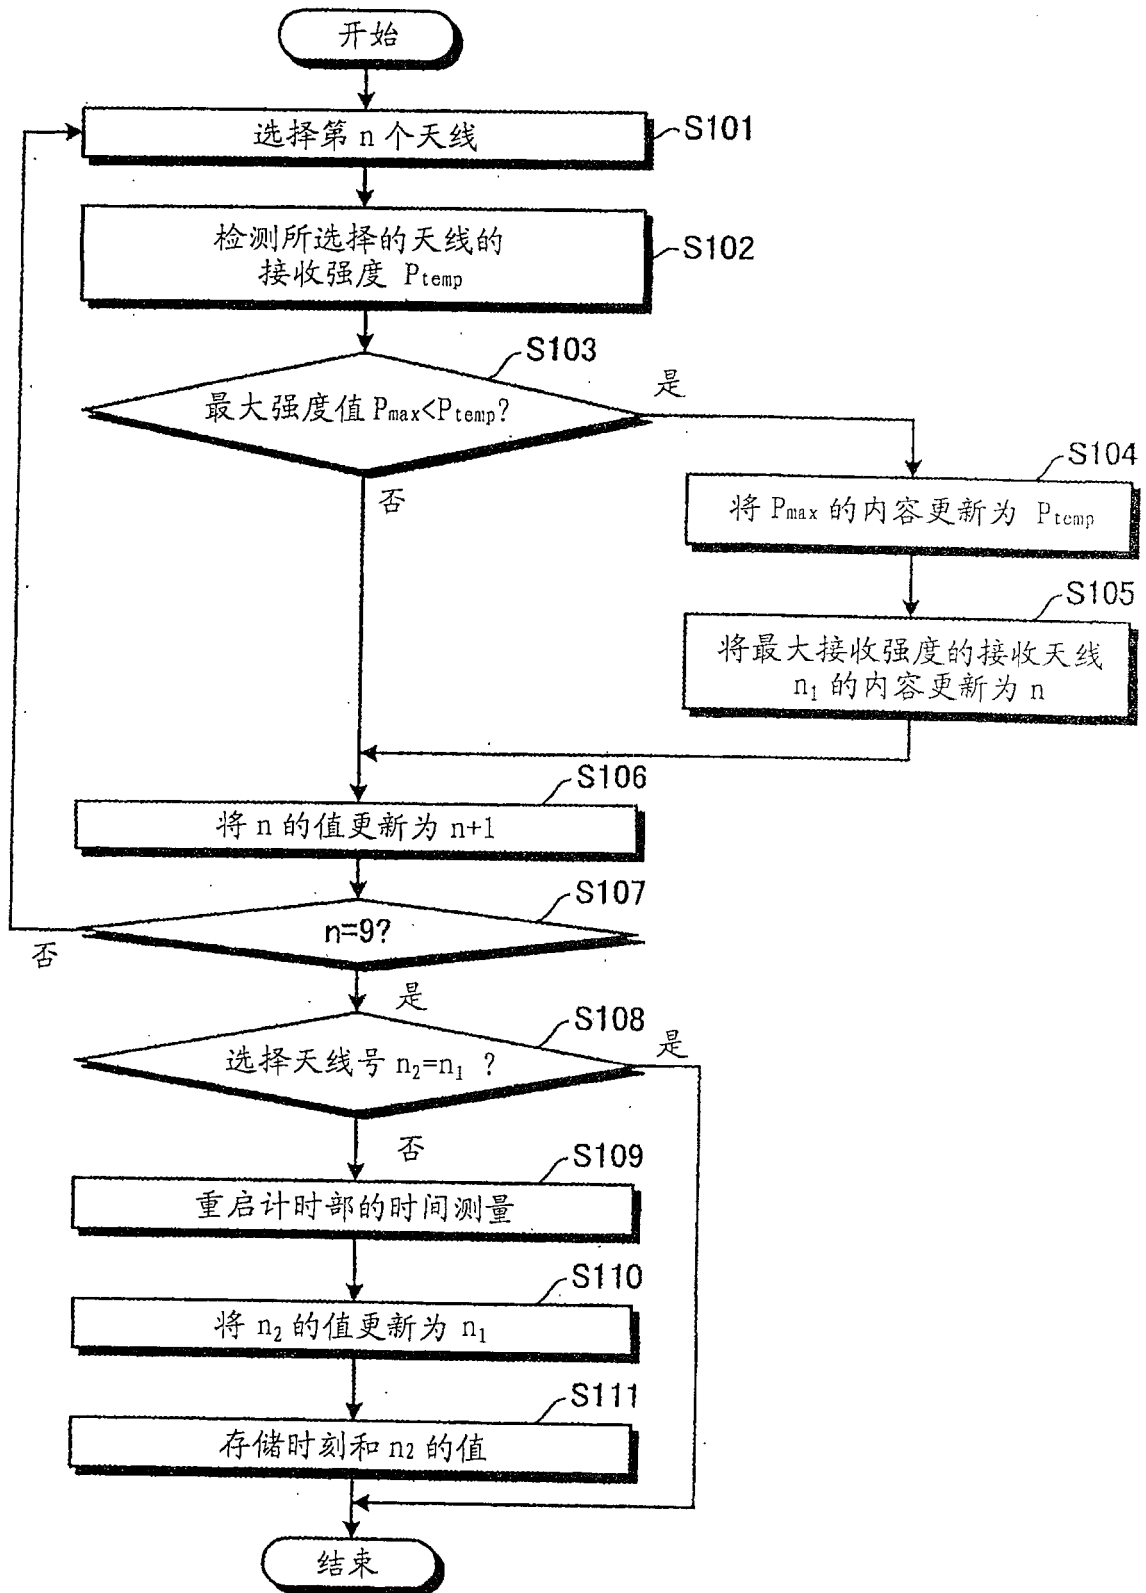 开始
选择第 n 个天线
S101
检测所选择的天线的
接收强度 Ptemp
S102
S103
最大强度值 Pmax<Ptemp?
是
否
S104
将 Pmax 的内容更新为 Ptemp
S105
将最大接收强度的接收天线
n1 的内容更新为 n
S106
将 n 的值更新为 n+1
S107
n=9?
否
是
S108
选择天线号 n2=n1 ?
是
否
S109
重启计时部的时间测量
S110
将 n2 的值更新为 n1
S111
存储时刻和 n2 的值
结束